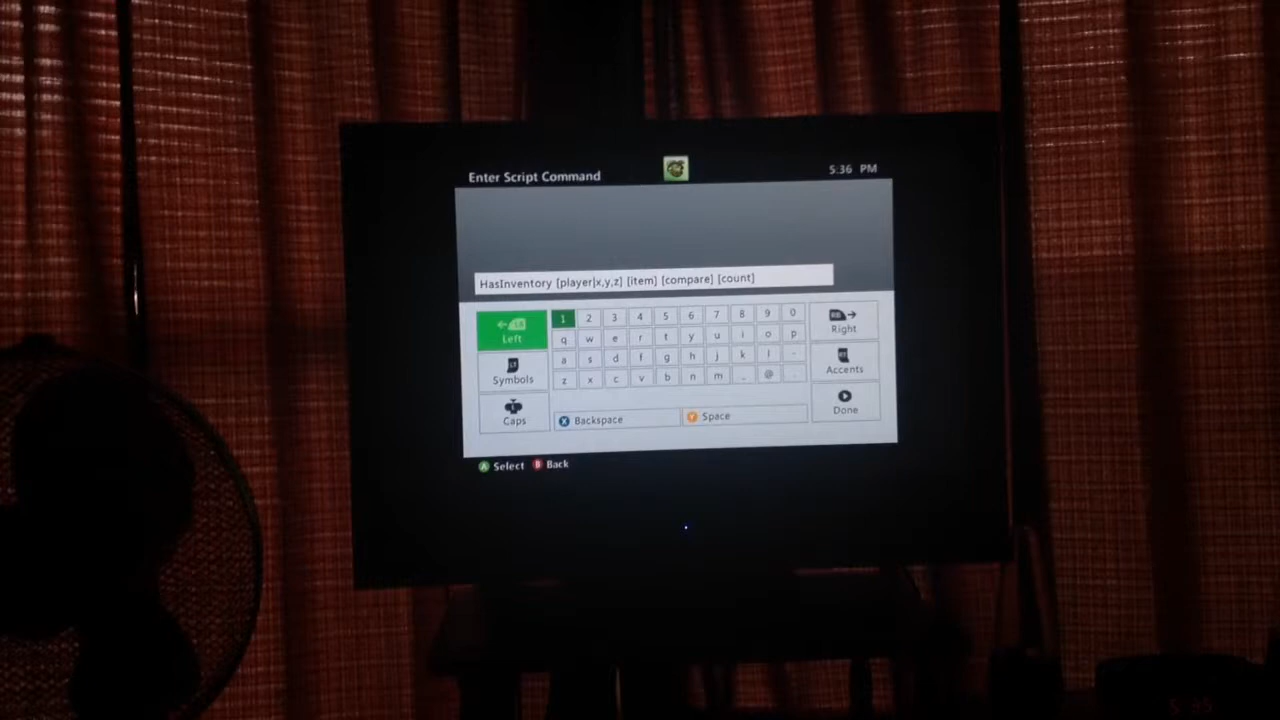 Enter Script Command
5:36 PM
HasInventory [player|x,y,z] [item] [compare] [count]
Left 1 2 3 4 5 6 7 8 9 0 Right
q w e r t y u i o p
Symbols a s d f g h j k l - Accents
z x c v b n m _ @ .
Caps X Backspace Y Space Done
A Select B Back